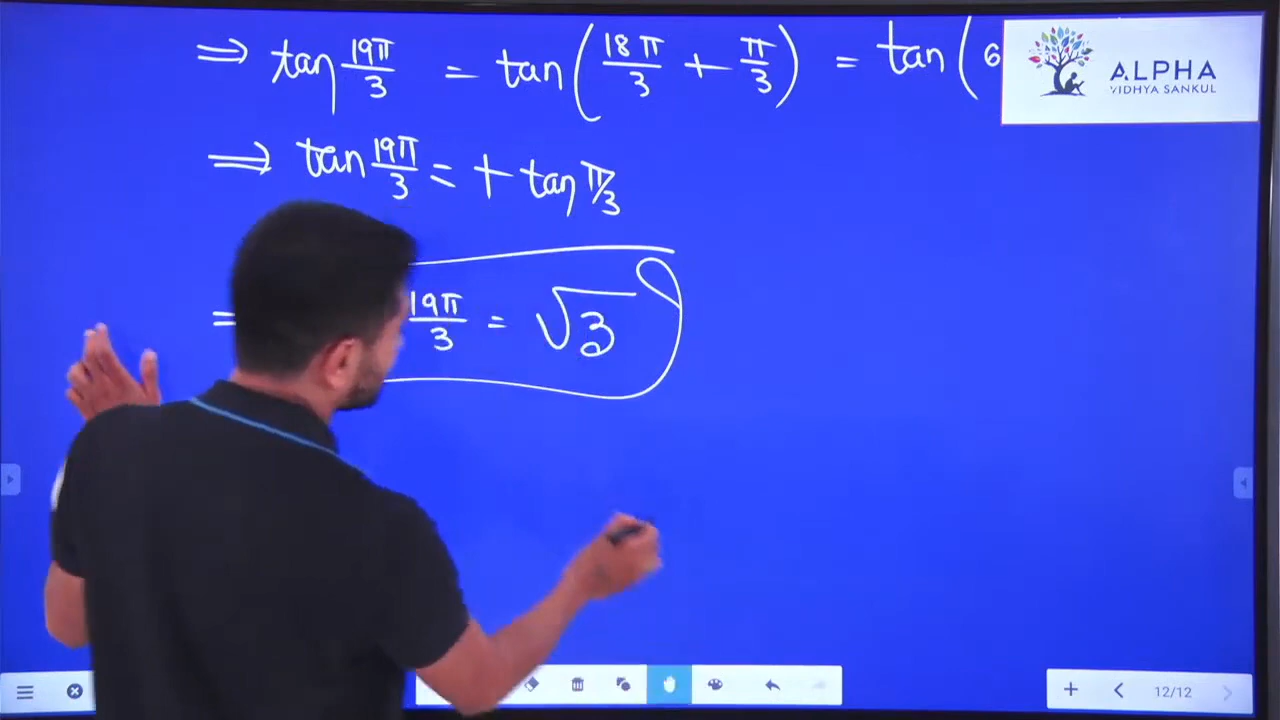 ⇒ tan 19π/3 = tan(18π/3 + π/3) = tan(6
⇒ tan 19π/3 = + tan π/3
= 19π/3 = √3
ALPHA
VIDHYA SANKUL
12/12